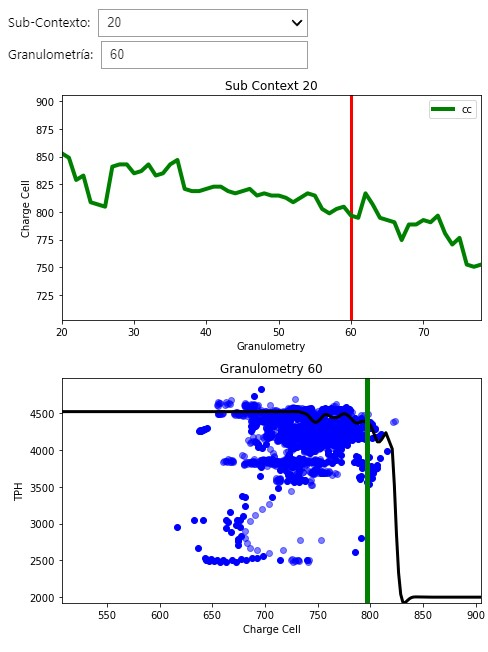 Sub-Contexto: 20
Granulometría: 60
Sub Context 20
cc
900
875
850
825
800
775
750
725
Charge Cell
20 30 40 50 60 70
Granulometry
Granularity 60
4500
4000
3500
3000
2500
2000
TPH
550 600 650 700 750 800 850 900
Charge Cell